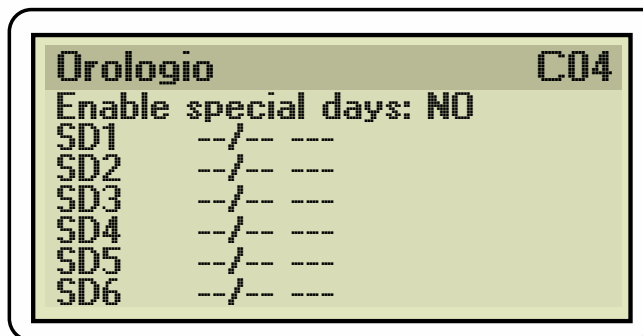 Orologio C04
Enable special days: NO
SD1 --/-- ---
SD2 --/-- ---
SD3 --/-- ---
SD4 --/-- ---
SD5 --/-- ---
SD6 --/-- ---